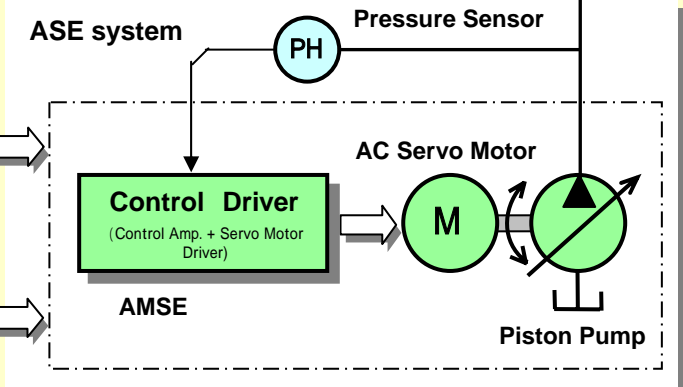 ASE system
Pressure Sensor
PH
AC Servo Motor
Control Driver
(Control Amp. + Servo Motor
Driver)
M
AMSE
Piston Pump